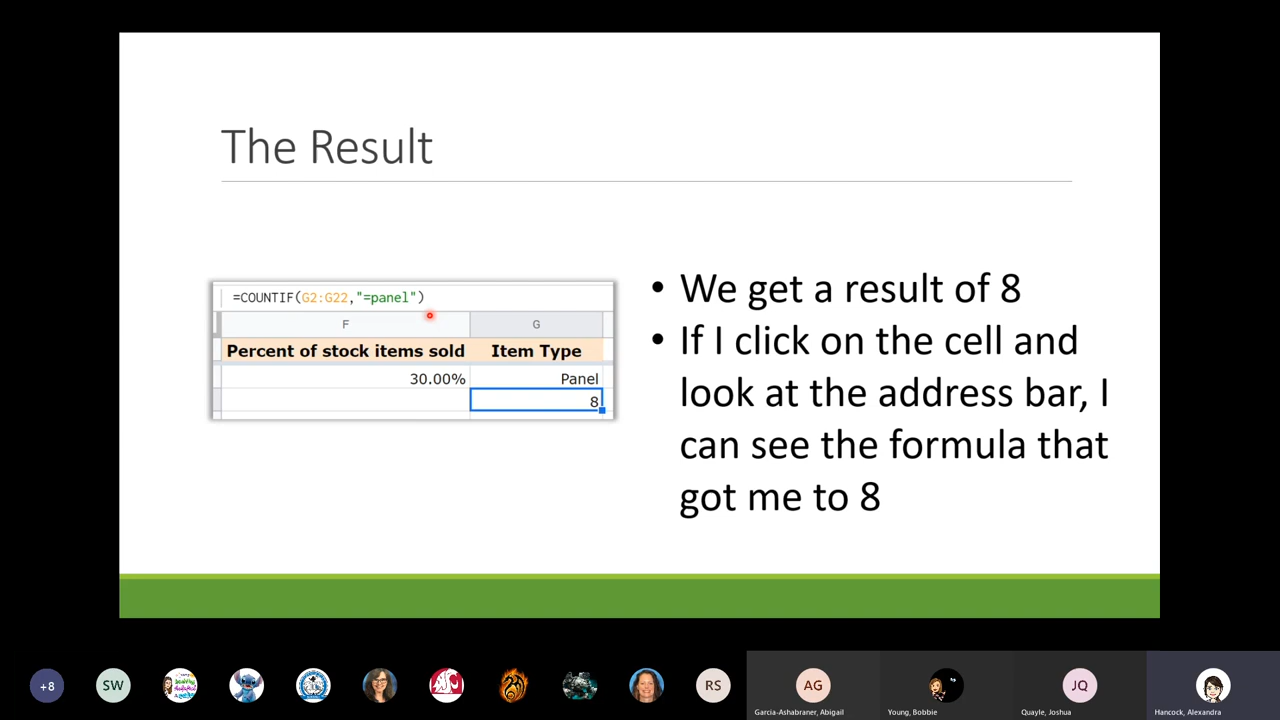 The Result
=COUNTIF(G2:G22,"=panel")
F G
Percent of stock items sold Item Type
30.00% Panel
8
• We get a result of 8
• If I click on the cell and
look at the address bar, I
can see the formula that
got me to 8
+8 SW RS AG JQ
Garcia-Ashabraner, Abigail Young, Bobbie Quayle, Joshua Hancock, Alexandra